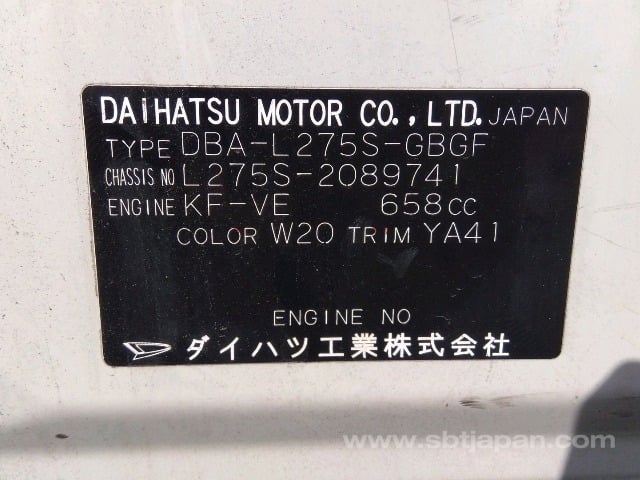 DAIHATSU MOTOR CO.,LTD. JAPAN
TYPE DBA-L275S-GBGF
CHASSIS NO L275S-2089741
ENGINE KF-VE 658CC
COLOR W20 TRIM YA41
ENGINE NO
ダイハツ工業株式会社
www.sbtjapan.com